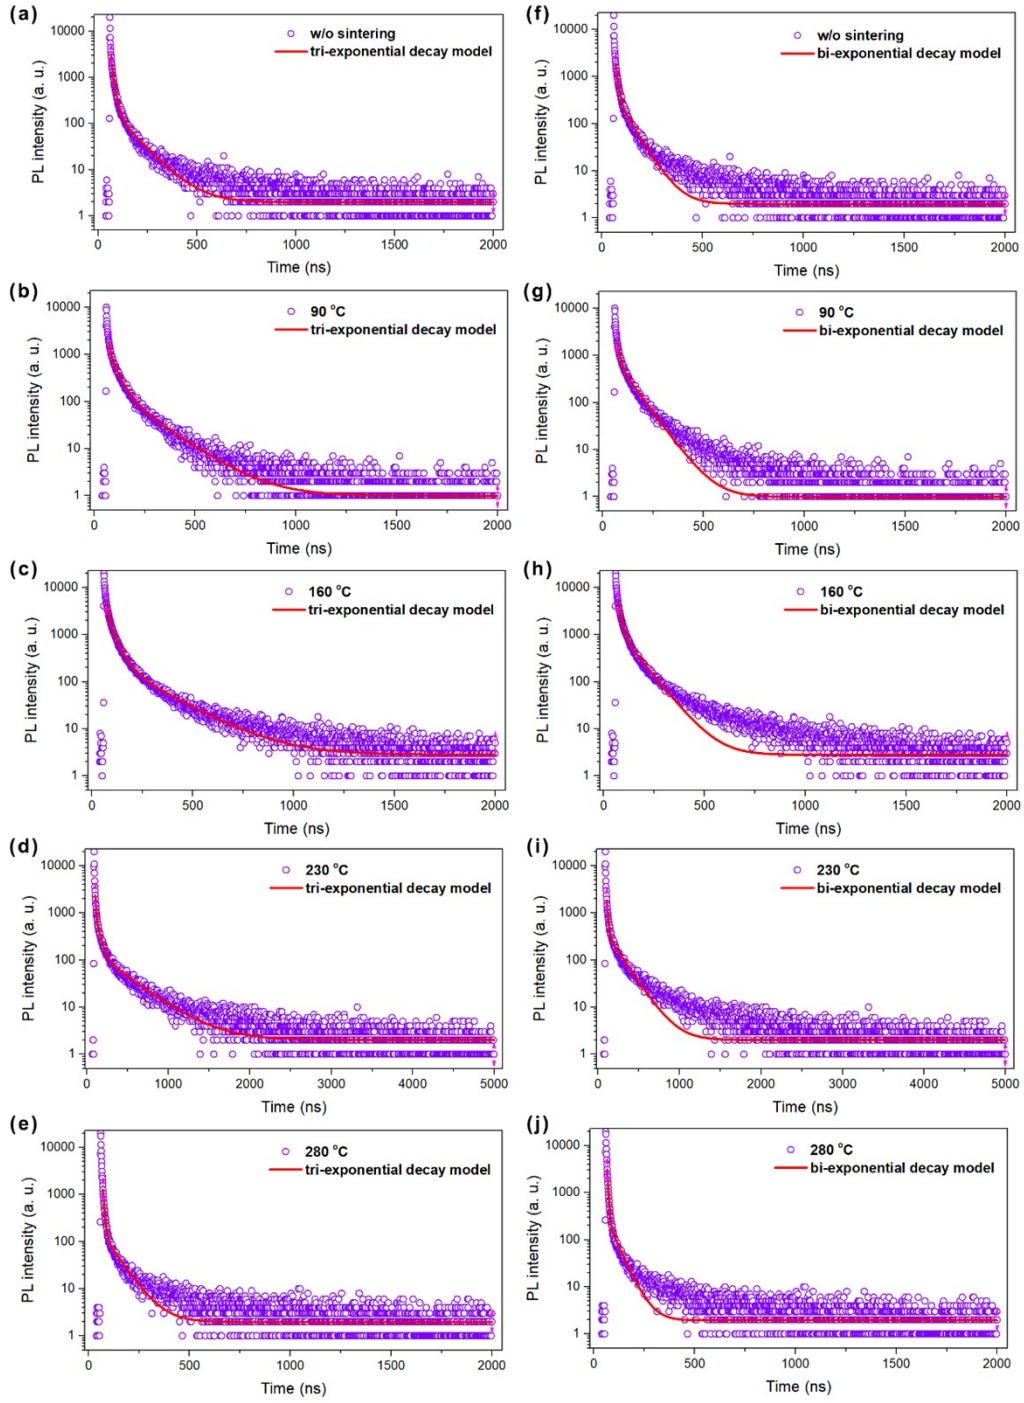 (a)
10000
1000
100
10
1
PL intensity (a. u.)
w/o sintering
tri-exponential decay model
0 500 1000 1500 2000
Time (ns)
(f)
10000
1000
100
10
1
PL intensity (a. u.)
w/o sintering
bi-exponential decay model
0 500 1000 1500 2000
Time (ns)
(b)
10000
1000
100
10
1
PL intensity (a. u.)
90 °C
tri-exponential decay model
0 500 1000 1500 2000
Time (ns)
(g)
10000
1000
100
10
1
PL intensity (a. u.)
90 °C
bi-exponential decay model
0 500 1000 1500 2000
Time (ns)
(c)
10000
1000
100
10
1
PL intensity (a. u.)
160 °C
tri-exponential decay model
0 500 1000 1500 2000
Time (ns)
(h)
10000
1000
100
10
1
PL intensity (a. u.)
160 °C
bi-exponential decay model
0 500 1000 1500 2000
Time (ns)
(d)
10000
1000
100
10
1
PL intensity (a. u.)
230 °C
tri-exponential decay model
0 1000 2000 3000 4000 5000
Time (ns)
(i)
10000
1000
100
10
1
PL intensity (a. u.)
230 °C
bi-exponential decay model
0 1000 2000 3000 4000 5000
Time (ns)
(e)
10000
1000
100
10
1
PL intensity (a. u.)
280 °C
tri-exponential decay model
0 500 1000 1500 2000
Time (ns)
(j)
10000
1000
100
10
1
PL intensity (a. u.)
280 °C
bi-exponential decay model
0 500 1000 1500 2000
Time (ns)